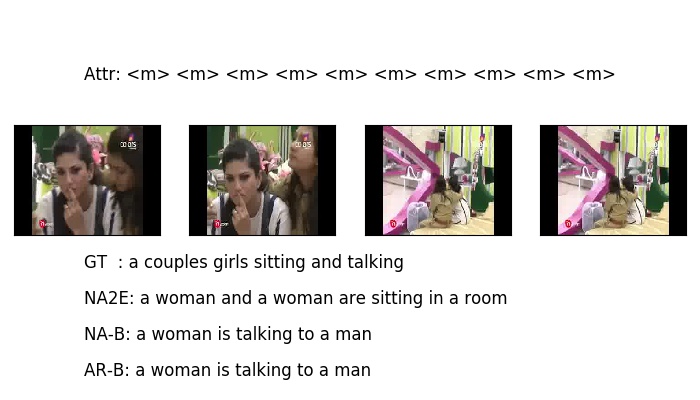 Attr: <m> <m> <m> <m> <m> <m> <m> <m> <m> <m>
GT  : a couples girls sitting and talking
NA2E: a woman and a woman are sitting in a room
NA-B: a woman is talking to a man
AR-B: a woman is talking to a man